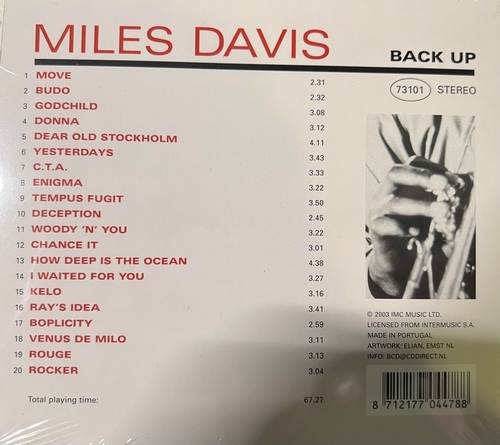 MILES DAVIS
BACK UP
73101 STEREO
1 MOVE 2.31
2 BUDO 2.32
3 GODCHILD 3.08
4 DONNA 3.12
5 DEAR OLD STOCKHOLM 4.11
6 YESTERDAYS 3.43
7 C.T.A. 3.33
8 ENIGMA 3.22
9 TEMPUS FUGIT 3.50
10 DECEPTION 2.45
11 WOODY 'N' YOU 3.22
12 CHANCE IT 3.01
13 HOW DEEP IS THE OCEAN 4.38
14 I WAITED FOR YOU 3.27
15 KELO 3.16
16 RAY'S IDEA 3.41
17 BOPLICITY 2.59
18 VENUS DE MILO 3.11
19 ROUGE 3.13
20 ROCKER 3.04
Total playing time: 67.27
© 2003 IMC MUSIC LTD.
LICENSED FROM INTERMUSIC S.A.
MADE IN PORTUGAL
ARTWORK: ELIAN, EMST NL
INFO: BCD@CDDIRECT.NL
8 712177 044788